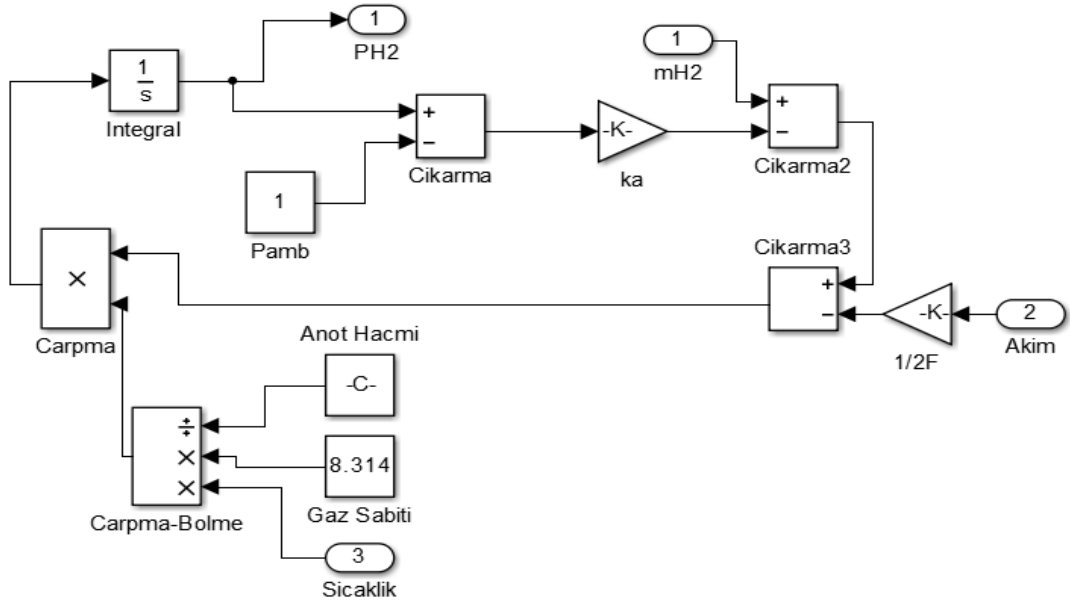 1
PH2
1
s
Integral
+
−
Cikarma
1
Pamb
-K-
ka
1
mH2
+
−
Cikarma2
Cikarma3
+
−
-K-
1/2F
2
Akim
×
Carpma
Anot Hacmi
-C-
÷
×
×
Carpma-Bolme
8.314
Gaz Sabiti
3
Sicaklik